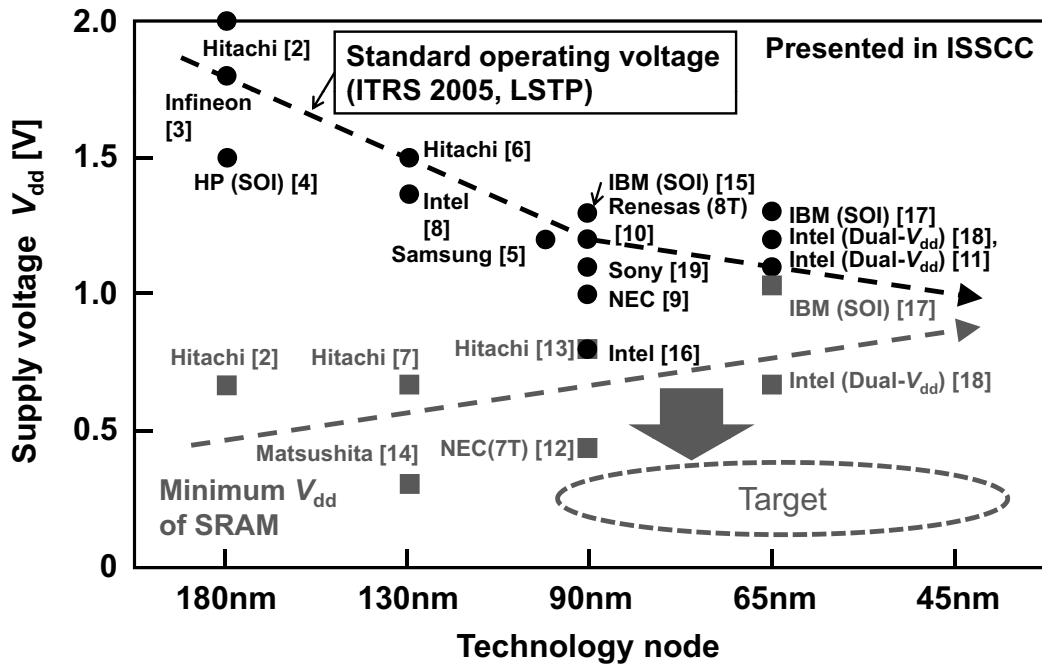 Supply voltage Vdd [V]
2.0
1.5
1.0
0.5
0
Presented in ISSCC
Standard operating voltage
(ITRS 2005, LSTP)
Hitachi [2]
Infineon
[3]
HP (SOI) [4]
Hitachi [6]
Intel
[8]
Samsung [5]
IBM (SOI) [15]
Renesas (8T)
[10]
Sony [19]
NEC [9]
IBM (SOI) [17]
Intel (Dual-Vdd) [18],
Intel (Dual-Vdd) [11]
IBM (SOI) [17]
Hitachi [2]
Hitachi [7]
Hitachi [13]
Intel [16]
Intel (Dual-Vdd) [18]
Matsushita [14]
NEC(7T) [12]
Minimum Vdd
of SRAM
Target
180nm
130nm
90nm
65nm
45nm
Technology node